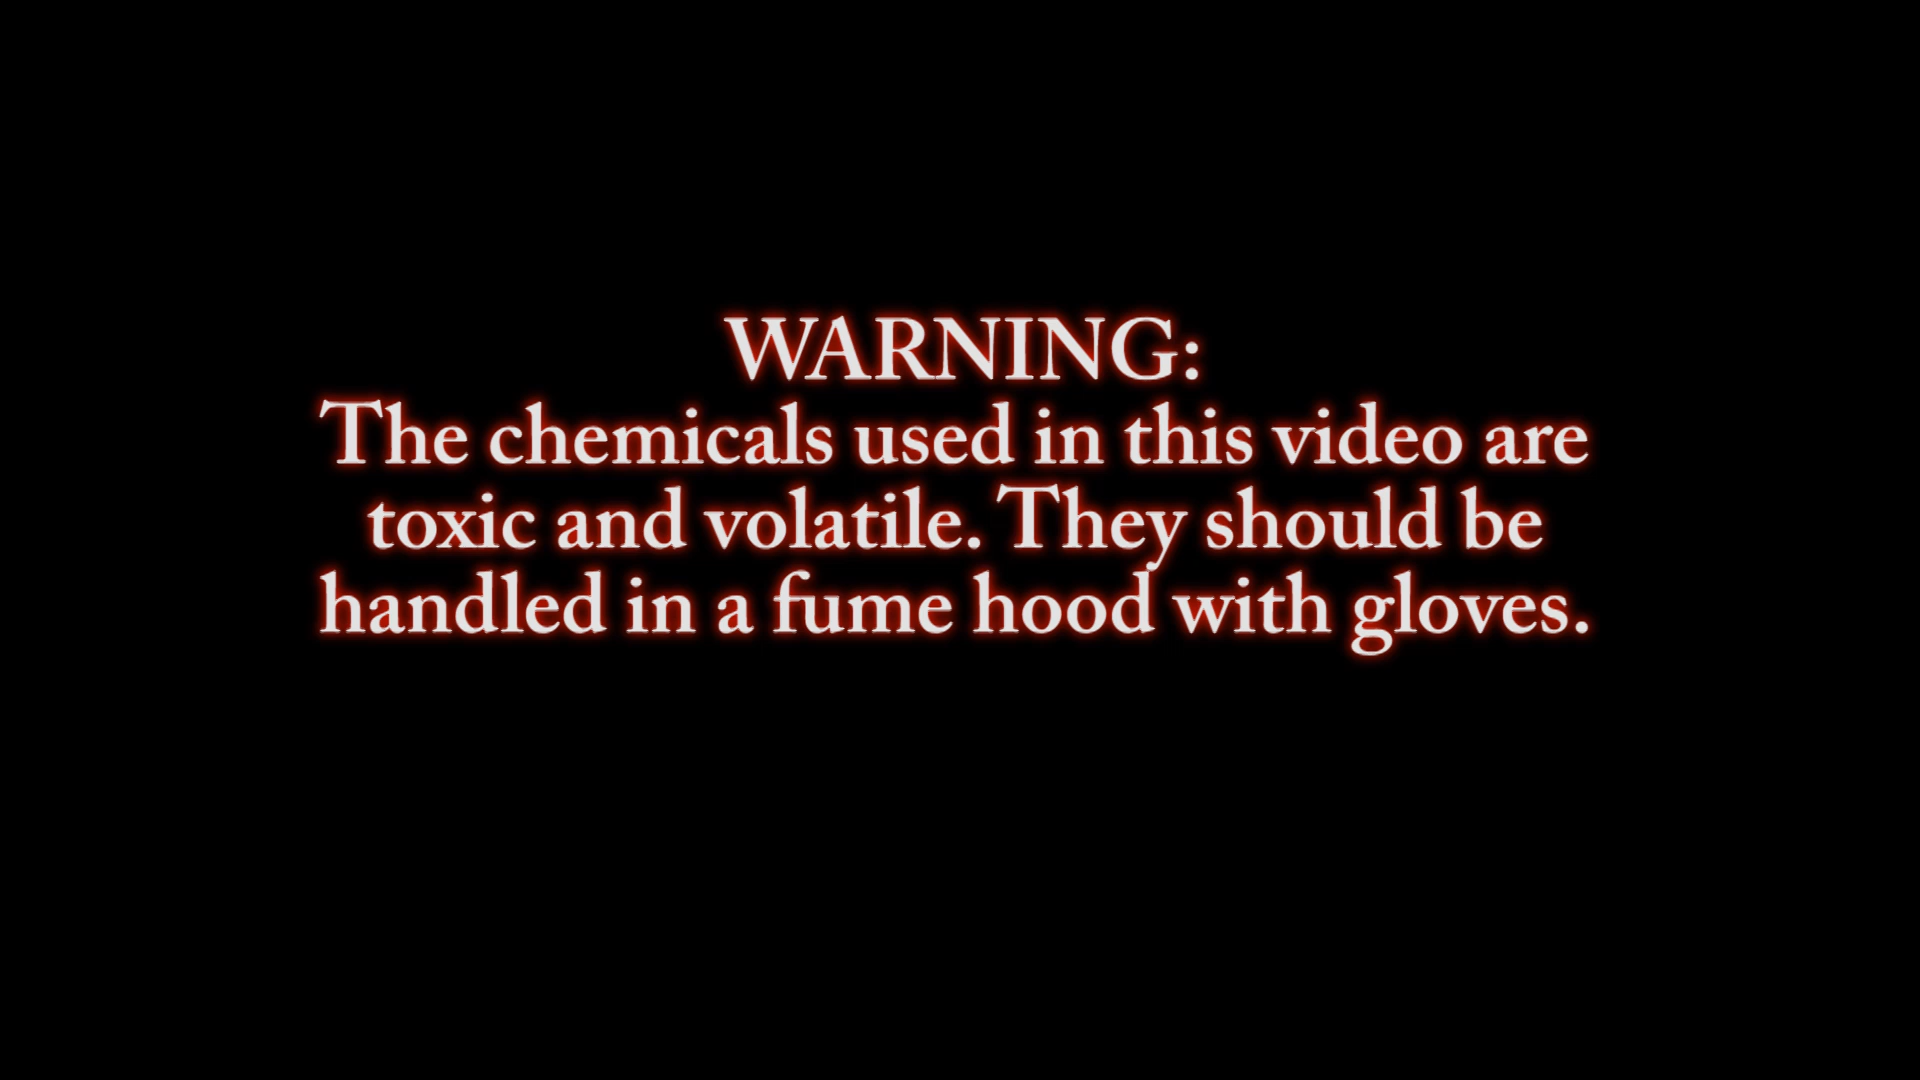 WARNING:
The chemicals used in this video are
toxic and volatile. They should be
handled in a fume hood with gloves.